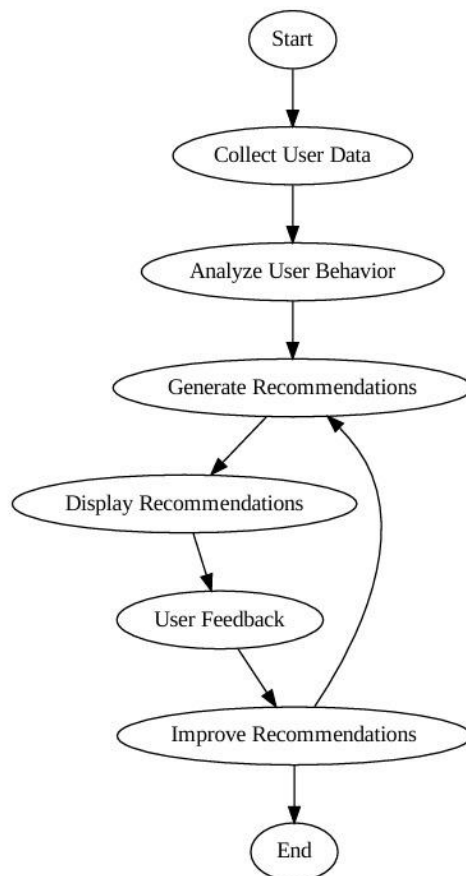 Start
Collect User Data
Analyze User Behavior
Generate Recommendations
Display Recommendations
User Feedback
Improve Recommendations
End